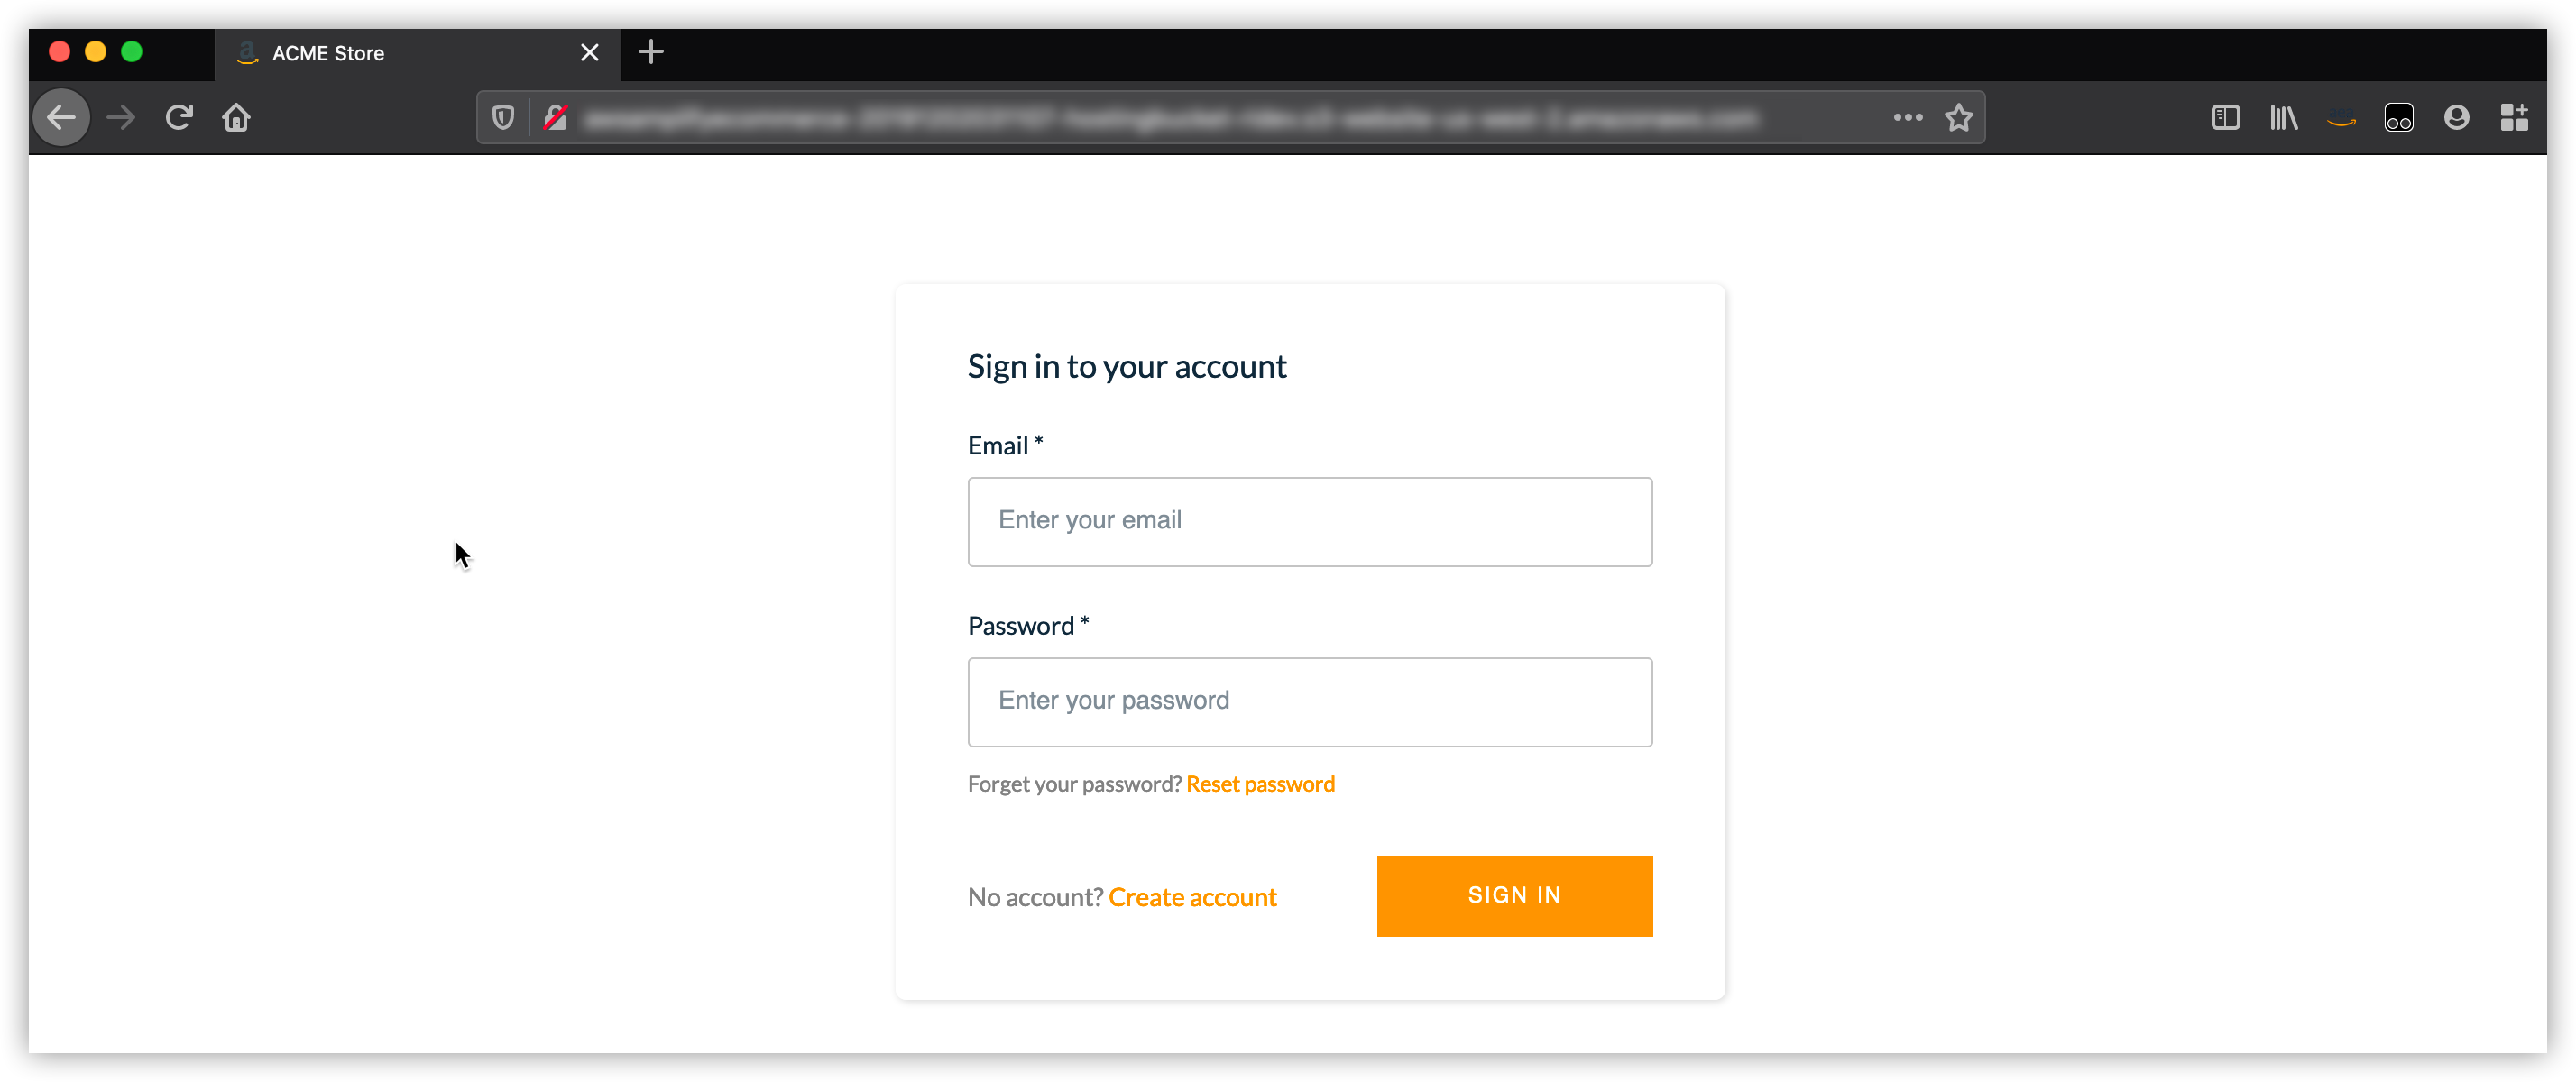 ACME Store
Sign in to your account
Email *
Enter your email
Password *
Enter your password
Forget your password? Reset password
No account? Create account
SIGN IN